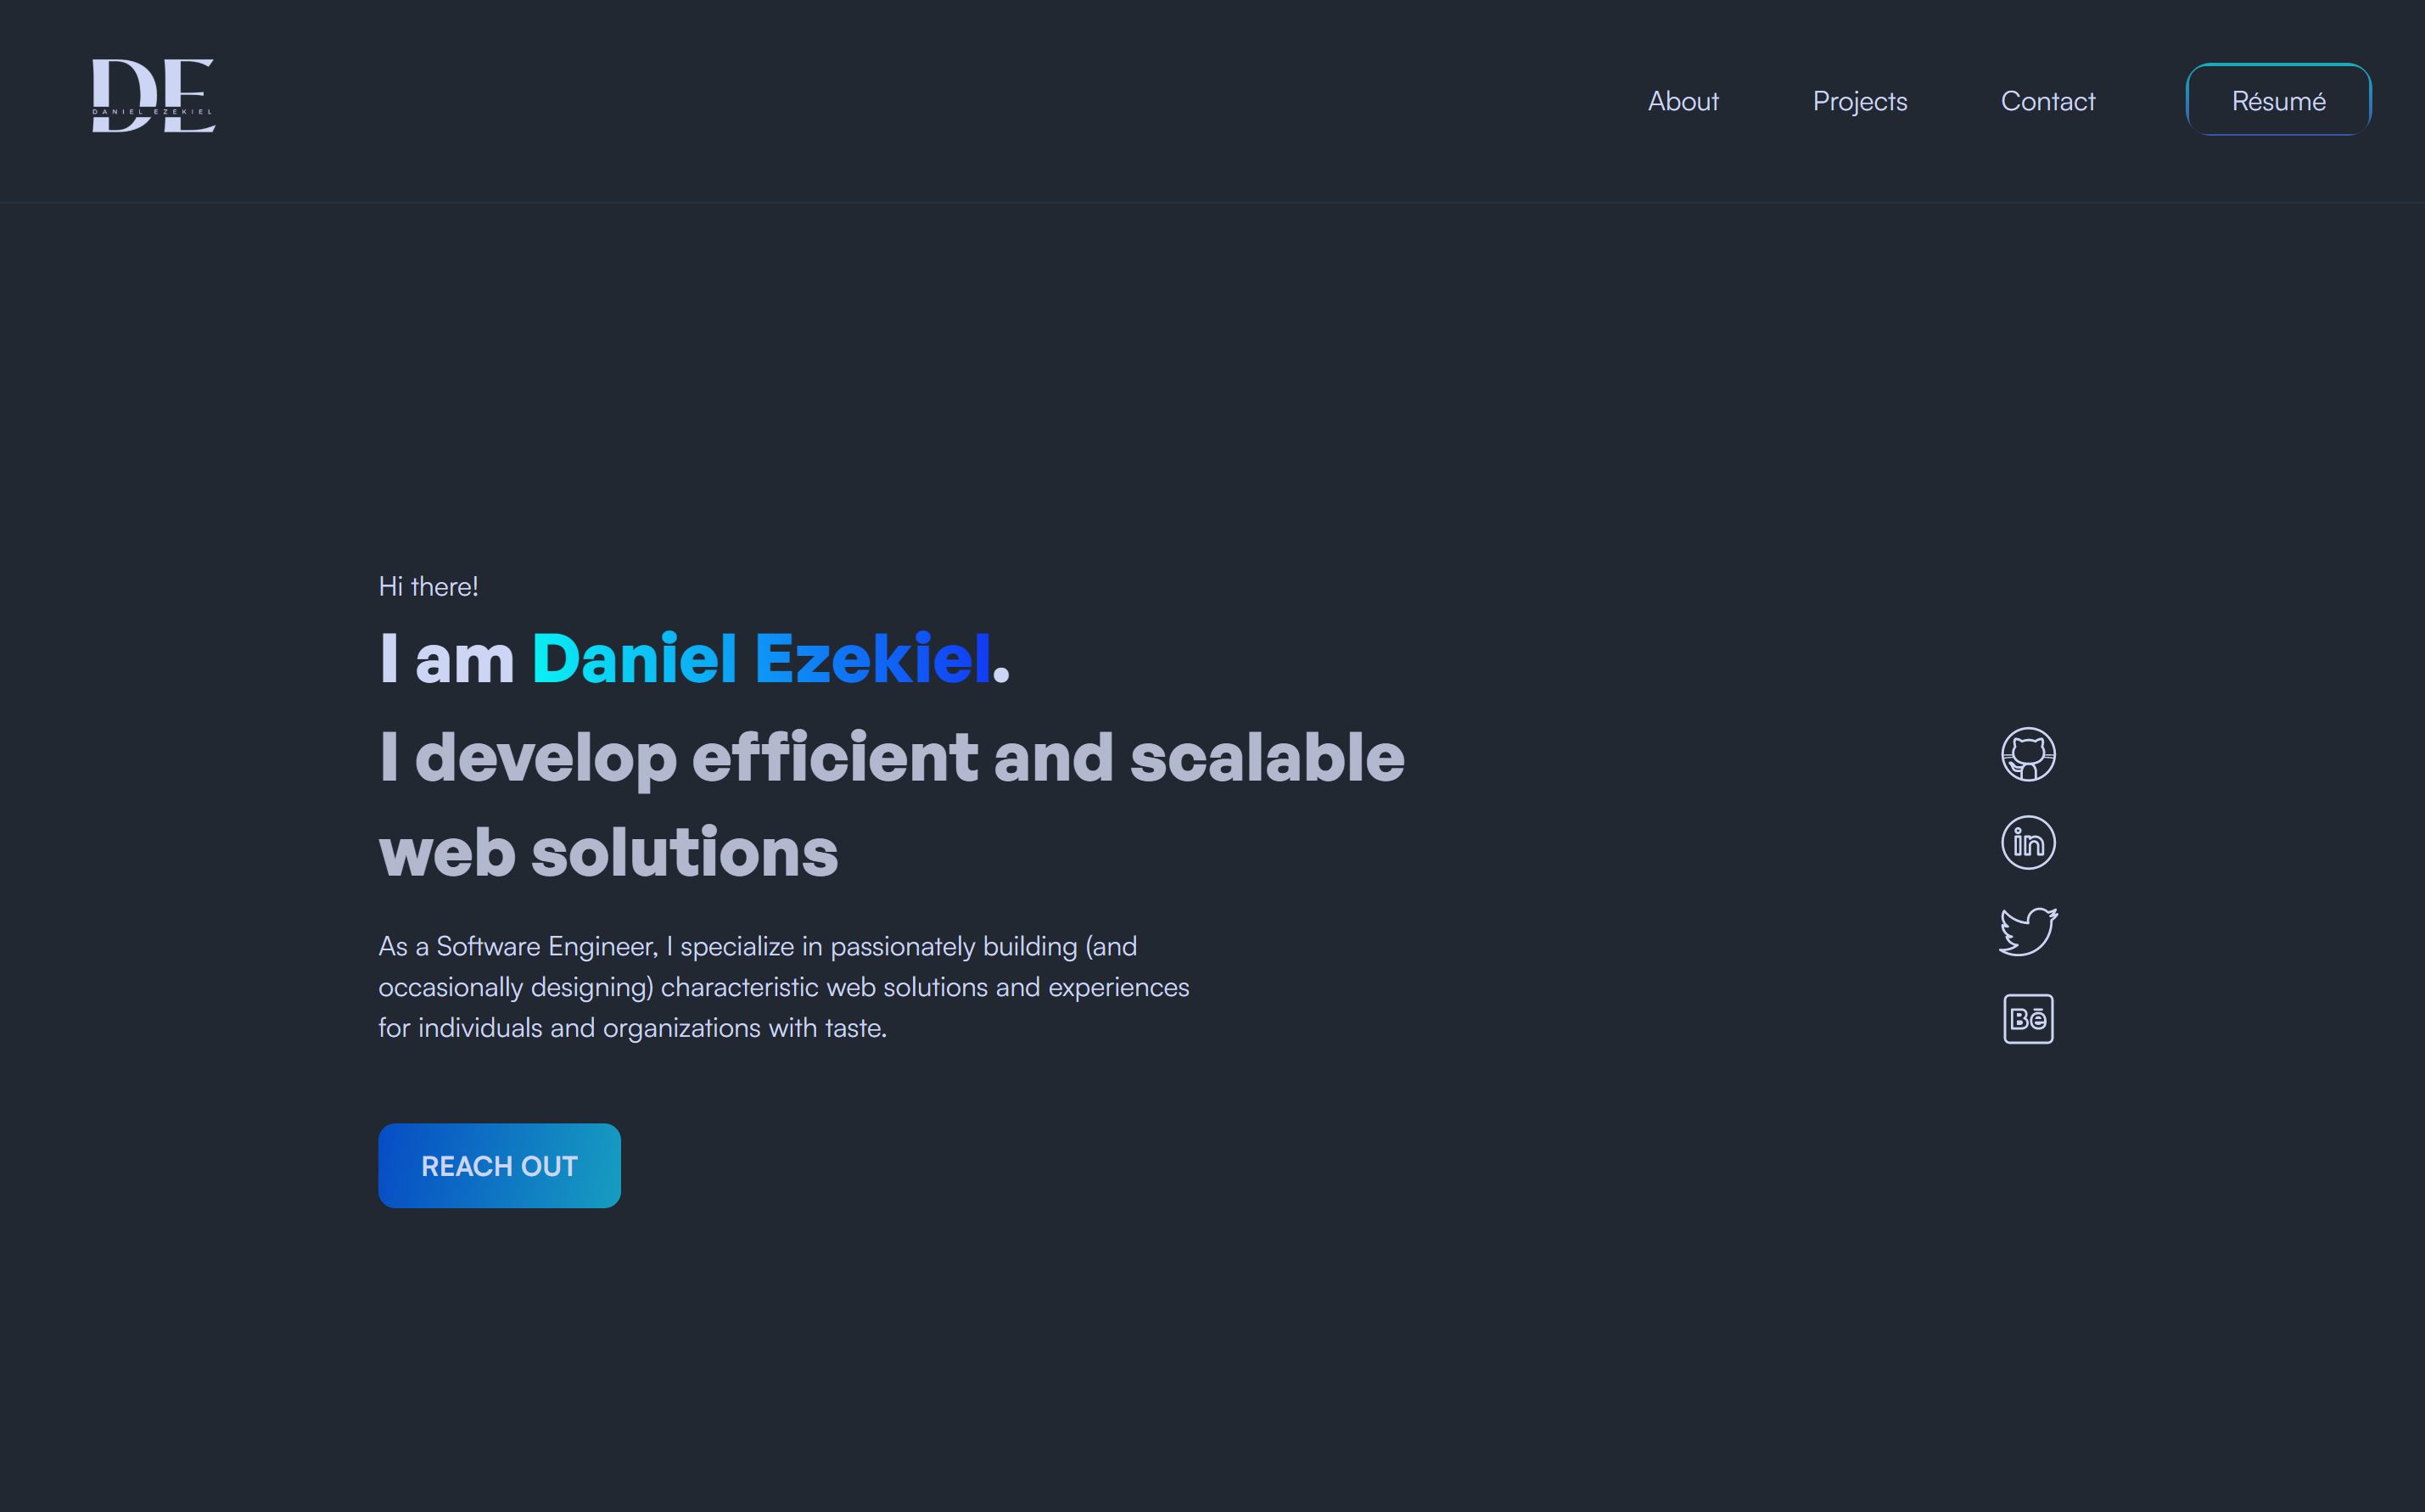 DE
DANIEL EZEKIEL
About
Projects
Contact
Résumé
Hi there!
I am Daniel Ezekiel.
I develop efficient and scalable
web solutions
As a Software Engineer, I specialize in passionately building (and
occasionally designing) characteristic web solutions and experiences
for individuals and organizations with taste.
REACH OUT
in
Bē